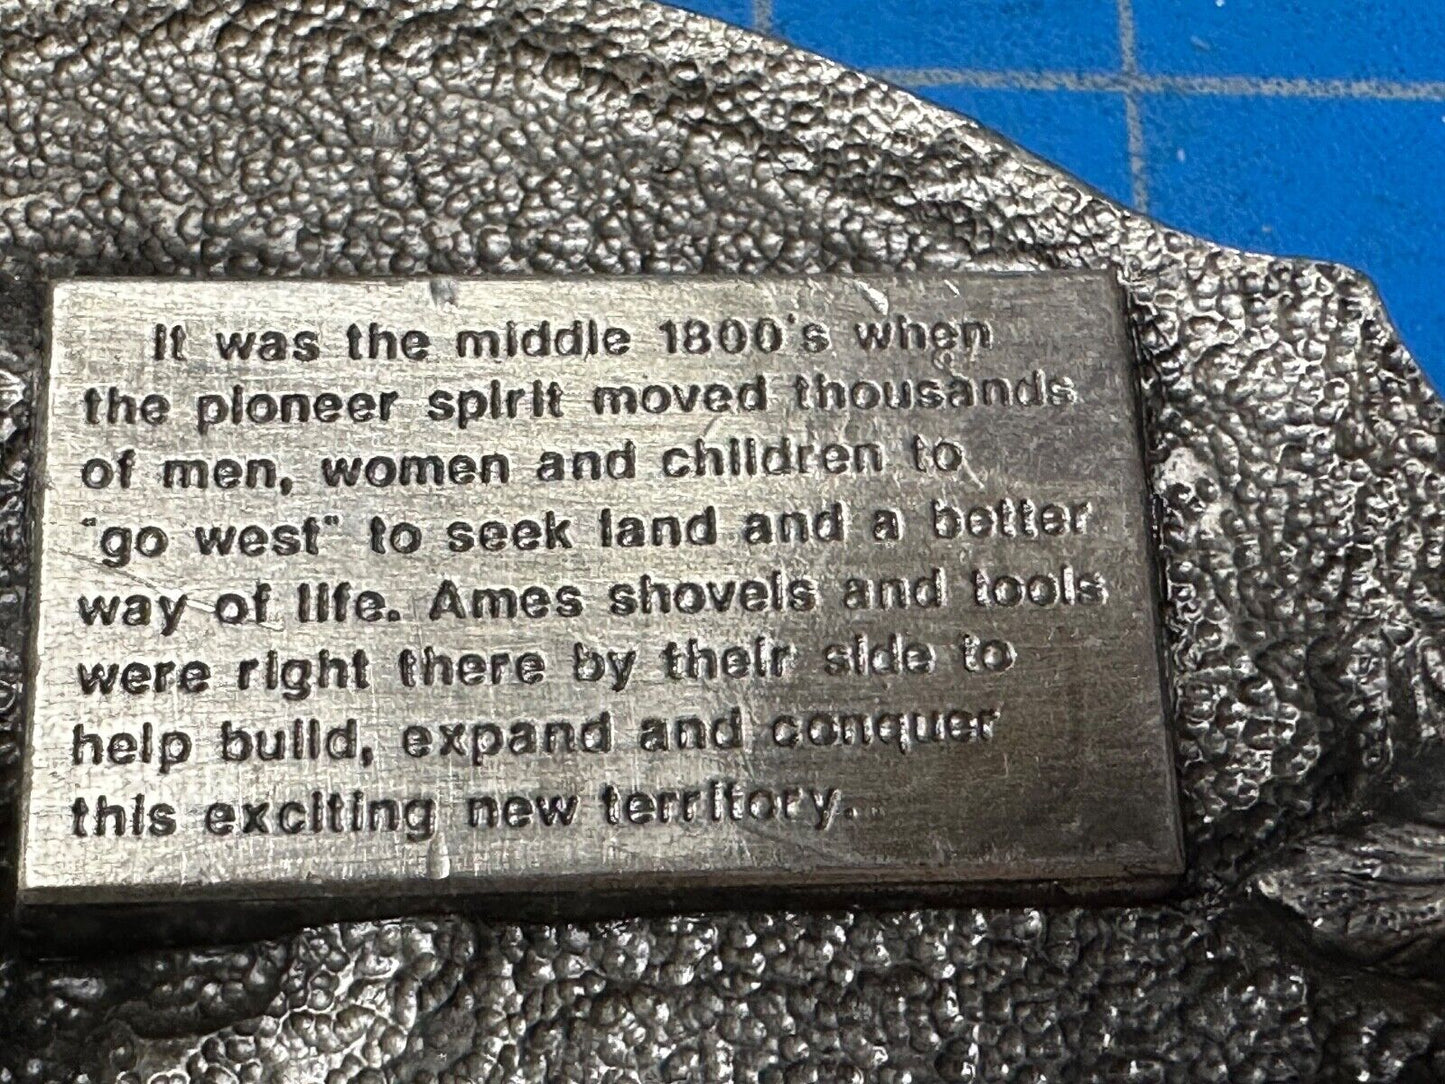 It was the middle 1800's when
the pioneer spirit moved thousands
of men, women and children to
"go west" to seek land and a better
way of life. Ames shovels and tools
were right there by their side to
help build, expand and conquer
this exciting new territory.